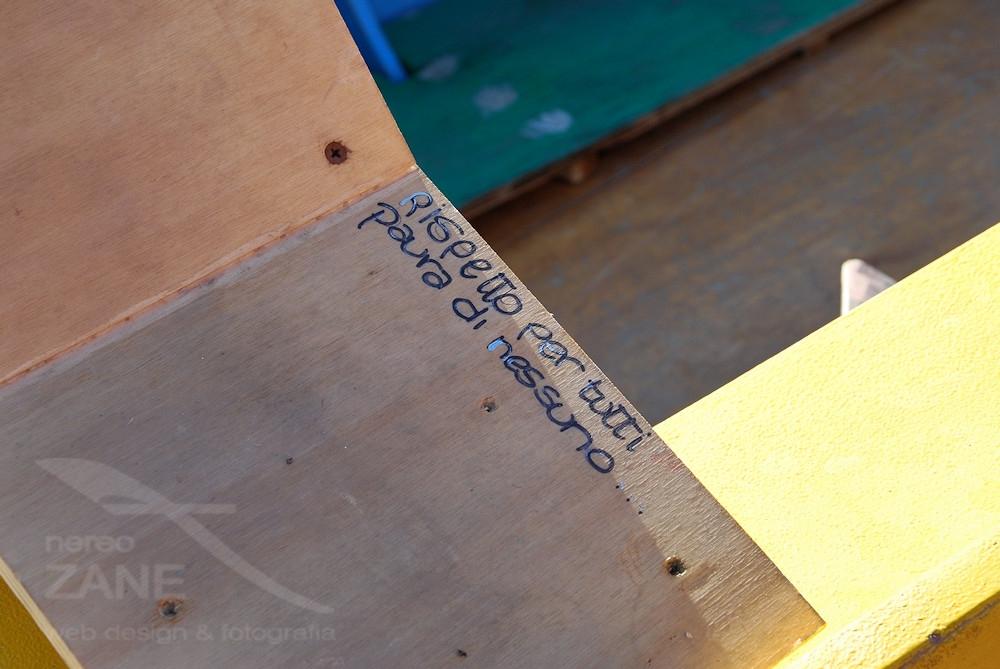 Rispetto per tutti
Paura di nessuno...
nereo
ZANE
web design & fotografia